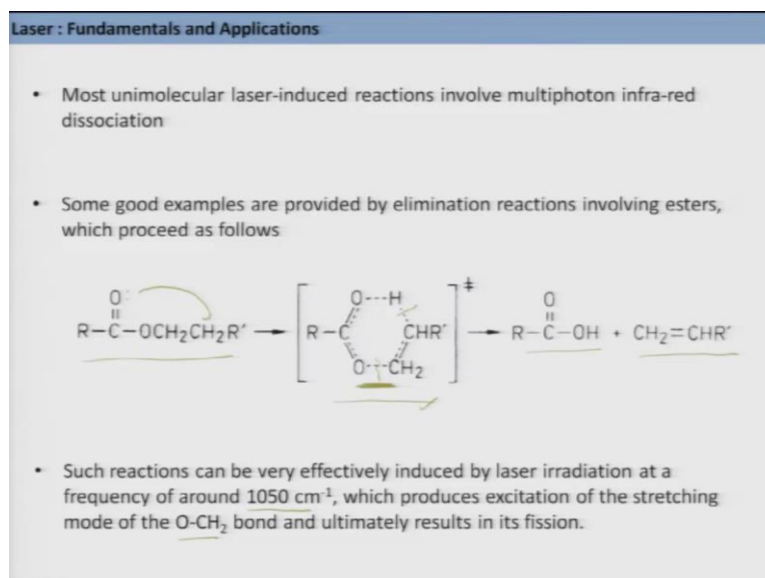 Laser : Fundamentals and Applications
• Most unimolecular laser-induced reactions involve multiphoton infra-red
dissociation
• Some good examples are provided by elimination reactions involving esters,
which proceed as follows
O O---H ‡ O
R-C-OCH₂CH₂R′ → [R-C CHR′] → R-C-OH + CH₂=CHR′
O---CH₂
• Such reactions can be very effectively induced by laser irradiation at a
frequency of around 1050 cm⁻¹, which produces excitation of the stretching
mode of the O-CH₂ bond and ultimately results in its fission.